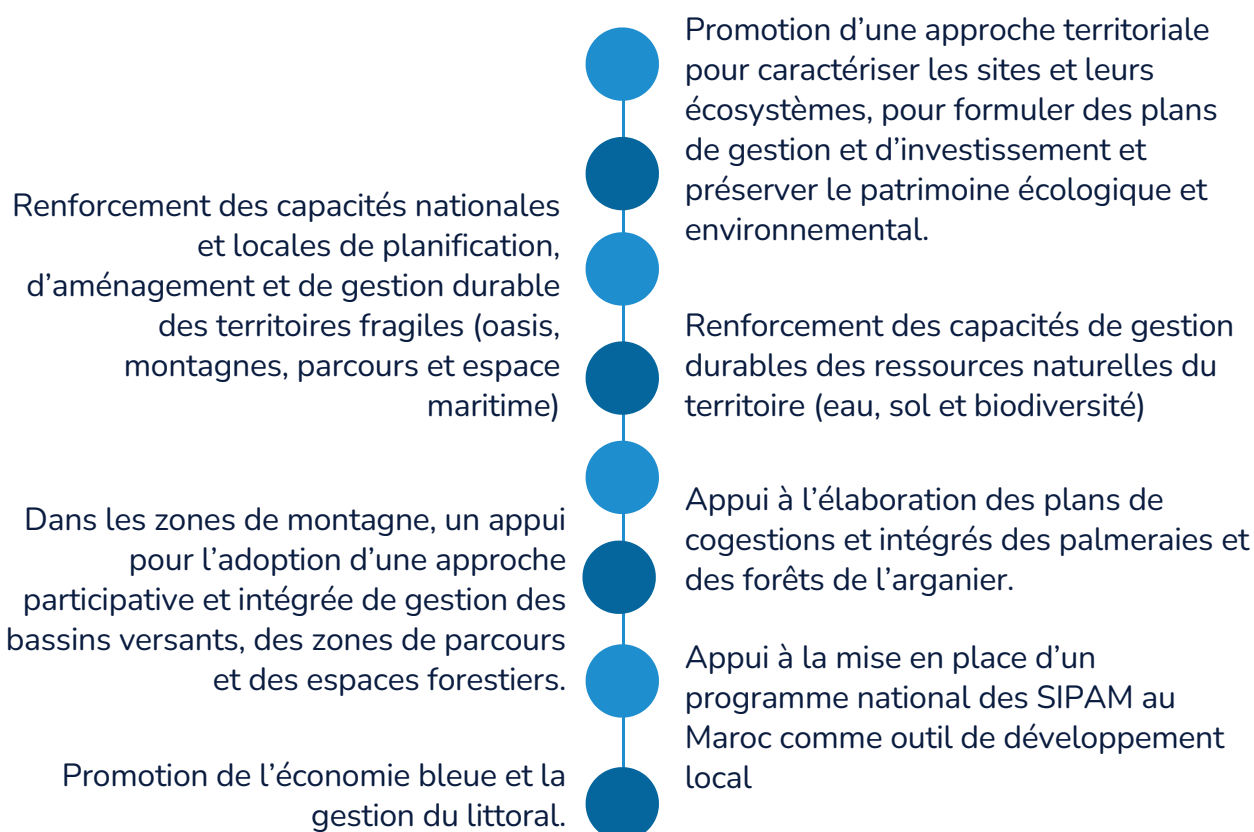 Promotion d’une approche territoriale
pour caractériser les sites et leurs
écosystèmes, pour formuler des plans
de gestion et d’investissement et
préserver le patrimoine écologique et
environnemental.
Renforcement des capacités nationales
et locales de planification,
d’aménagement et de gestion durable
des territoires fragiles (oasis,
montagnes, parcours et espace
maritime)
Renforcement des capacités de gestion
durables des ressources naturelles du
territoire (eau, sol et biodiversité)
Dans les zones de montagne, un appui
pour l’adoption d’une approche
participative et intégrée de gestion des
bassins versants, des zones de parcours
et des espaces forestiers.
Appui à l’élaboration des plans de
cogestions et intégrés des palmeraies et
des forêts de l’arganier.
Appui à la mise en place d’un
programme national des SIPAM au
Maroc comme outil de développement
local
Promotion de l’économie bleue et la
gestion du littoral.